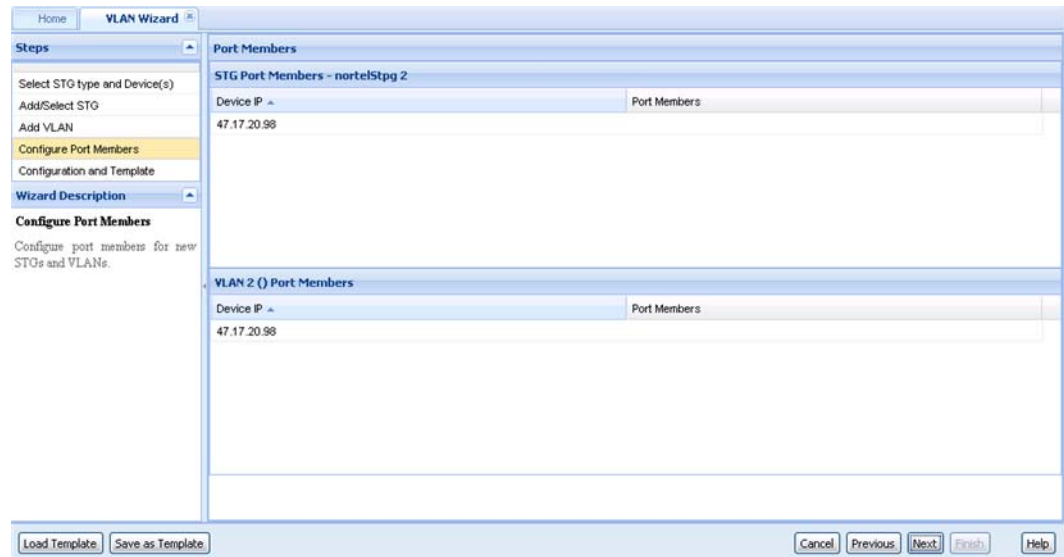 Home
VLAN Wizard
Steps
Select STG type and Device(s)
Add/Select STG
Add VLAN
Configure Port Members
Configuration and Template
Wizard Description
Configure Port Members
Configure port members for new
STGs and VLANs.
Port Members
STG Port Members - nortelStpg 2
Device IP
Port Members
47.17.20.98
VLAN 2 () Port Members
Device IP
Port Members
47.17.20.98
Load Template
Save as Template
Cancel
Previous
Next
Finish
Help